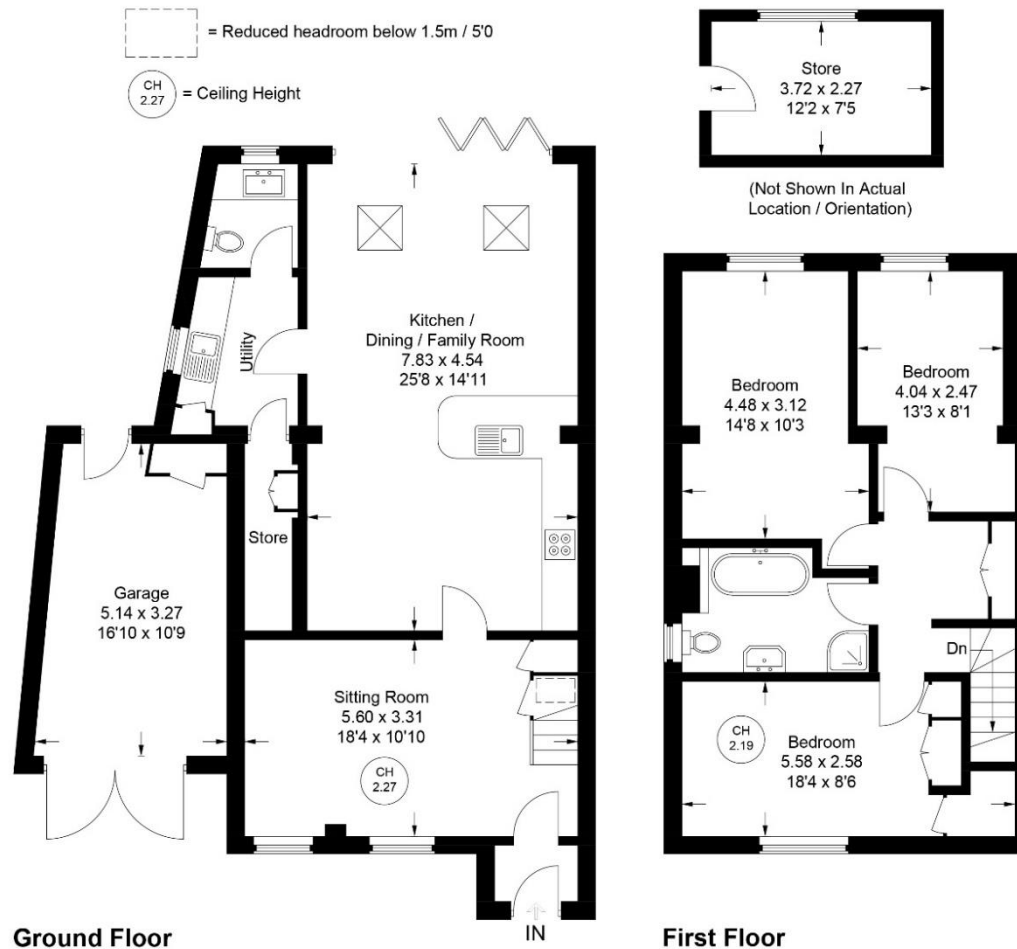 = Reduced headroom below 1.5m / 5'0
CH
2.27
= Ceiling Height
Store
3.72 x 2.27
12'2 x 7'5
(Not Shown In Actual
Location / Orientation)
Kitchen /
Dining / Family Room
7.83 x 4.54
25'8 x 14'11
Utility
Store
Garage
5.14 x 3.27
16'10 x 10'9
Sitting Room
5.60 x 3.31
18'4 x 10'10
CH
2.27
IN
Ground Floor
Bedroom
4.48 x 3.12
14'8 x 10'3
Bedroom
4.04 x 2.47
13'3 x 8'1
Dn
CH
2.19
Bedroom
5.58 x 2.58
18'4 x 8'6
First Floor